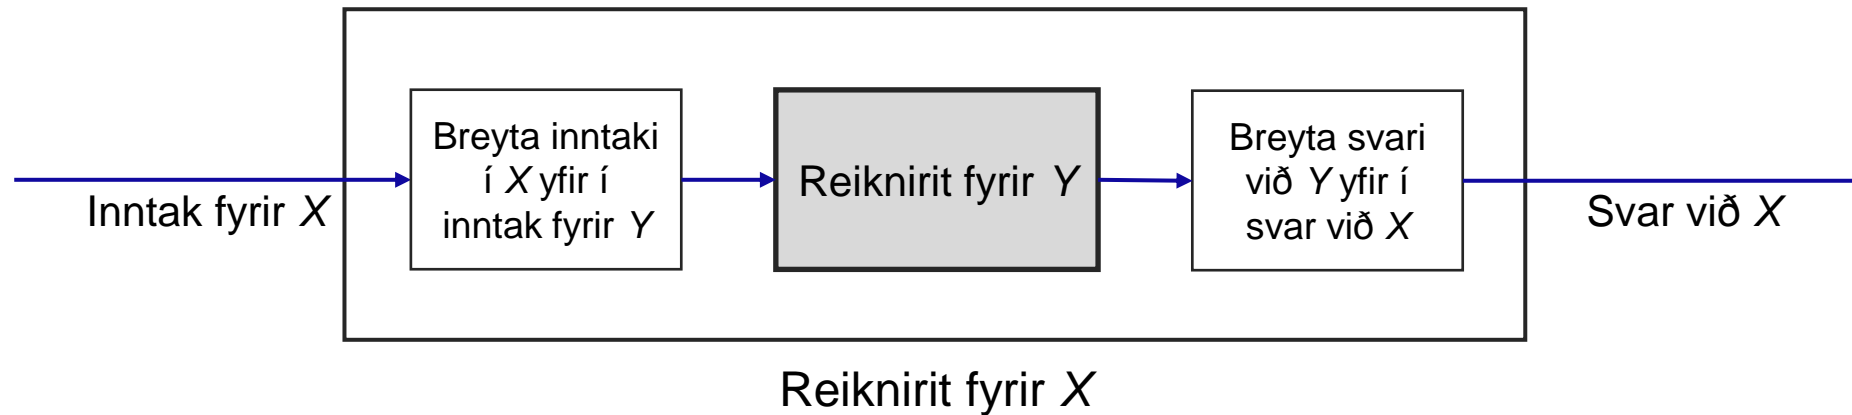 Inntak fyrir X
Breyta inntaki
í X yfir í
inntak fyrir Y
Reiknirit fyrir Y
Breyta svari
við Y yfir í
svar við X
Svar við X
Reiknirit fyrir X